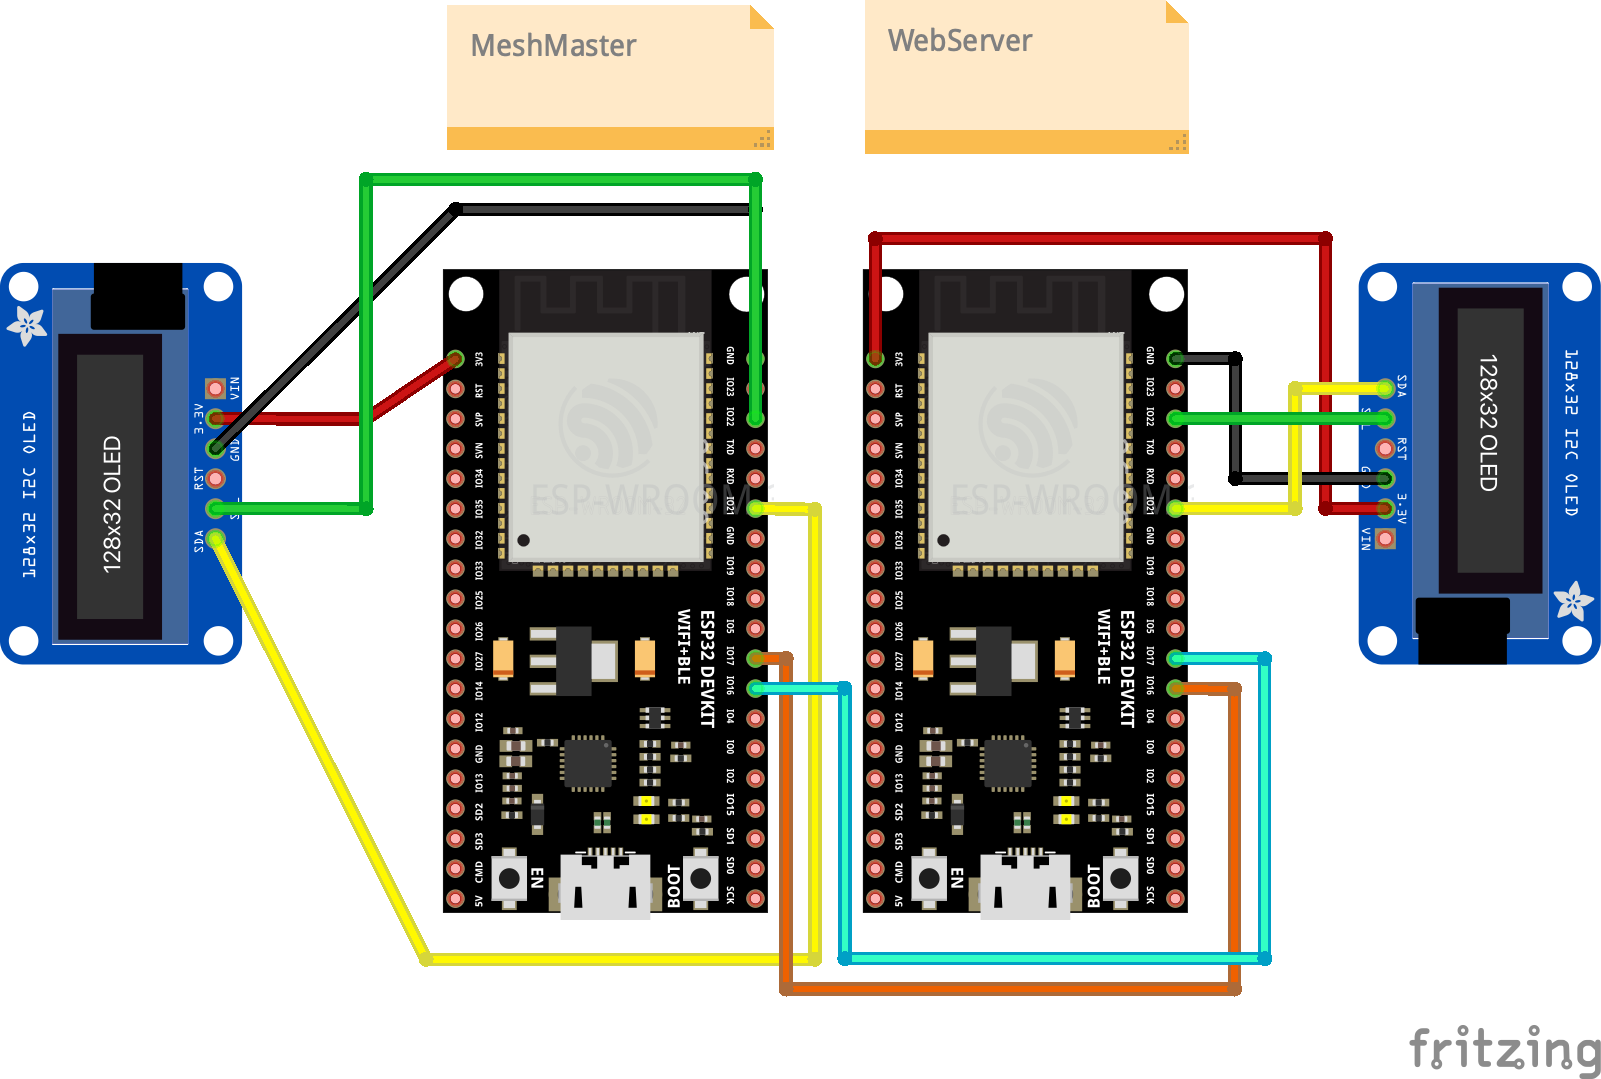 MeshMaster
WebServer
VIN
3.3V
GND
RST
SDA
128x32 I2C OLED
128x32 OLED
3V3
RST
SVP
SVN
IO34
IO35
IO32
IO33
IO25
IO26
IO27
IO14
IO12
GND
IO13
SD2
SD3
CMD
5V
ESP-WROOM
ESP32 DEVKIT
WIFI+BLE
EN
BOOT
GND
IO23
IO22
TXD
RXD
IO21
GND
IO19
IO18
IO5
IO17
IO16
IO4
IO0
IO2
IO15
SD1
SD0
SCK
3V3
RST
SVP
SVN
IO34
IO35
IO32
IO33
IO25
IO26
IO27
IO14
IO12
GND
IO13
SD2
SD3
CMD
5V
ESP-WROOM
ESP32 DEVKIT
WIFI+BLE
EN
BOOT
GND
IO23
IO22
TXD
RXD
IO21
GND
IO19
IO18
IO5
IO17
IO16
IO4
IO0
IO2
IO15
SD1
SD0
SCK
SDA
RST
3.3V
VIN
128x32 OLED
128x32 I2C OLED
fritzing